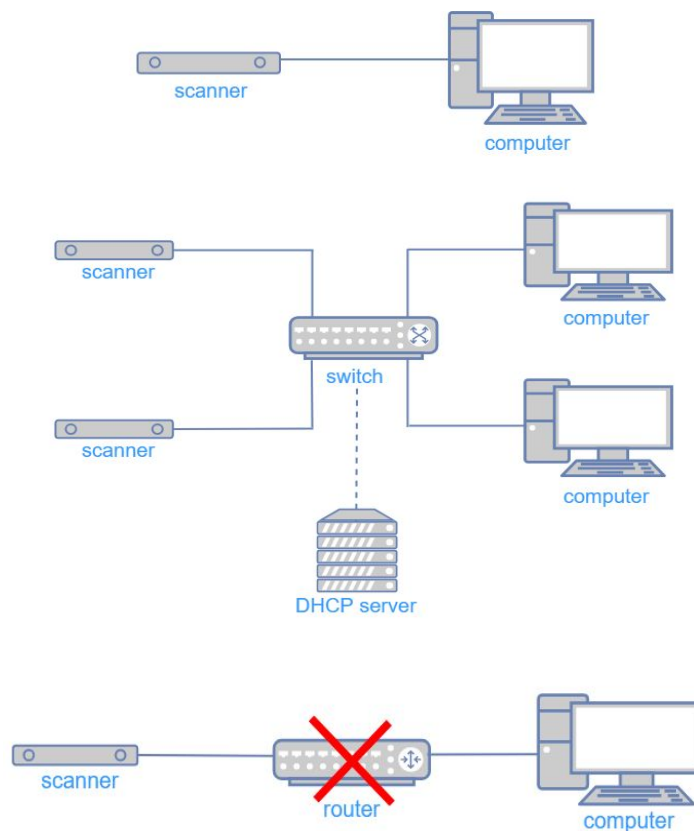 scanner
computer
scanner
computer
switch
scanner
computer
DHCP server
scanner
router
computer